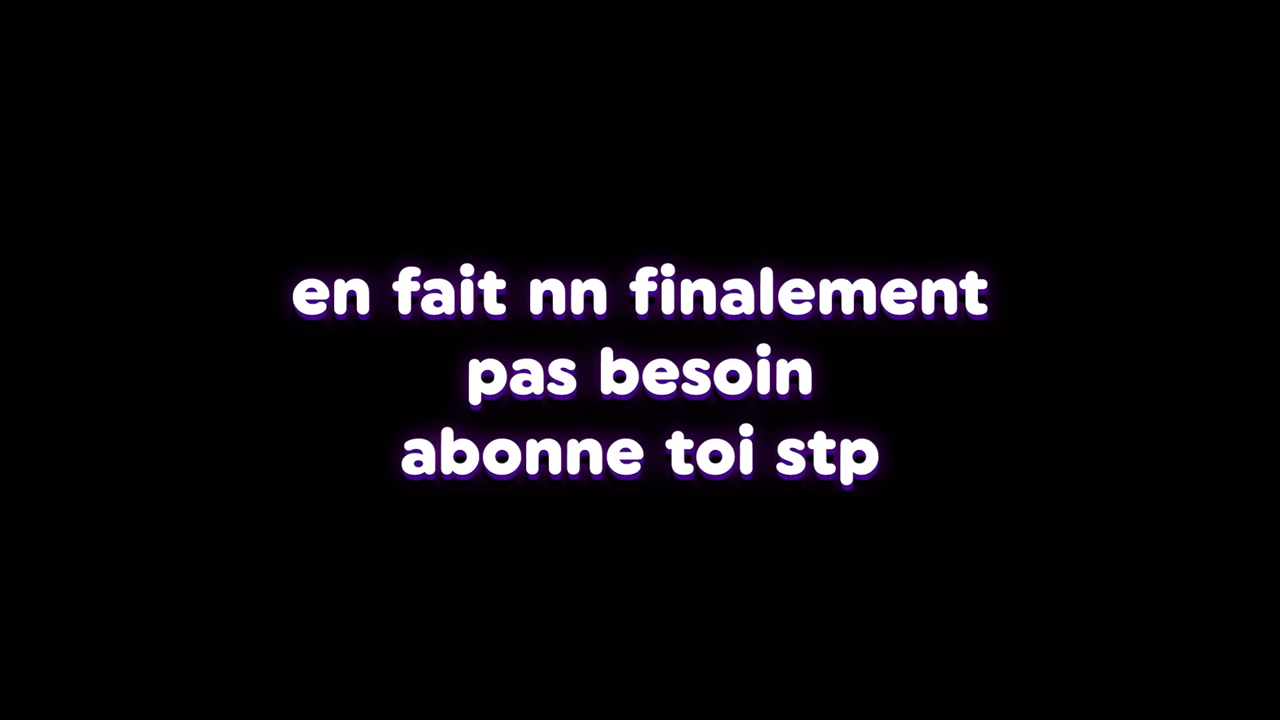 en fait nn finalement
pas besoin
abonne toi stp